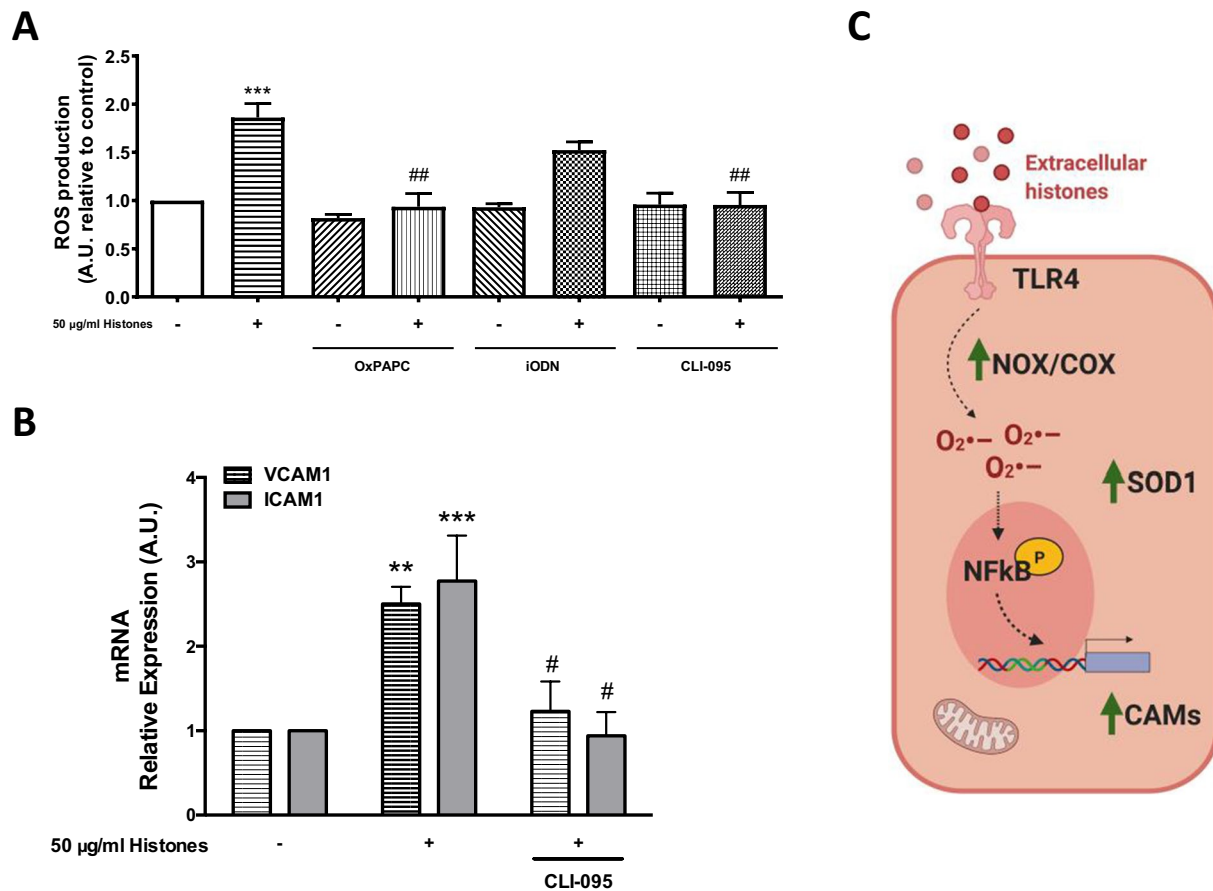 A
ROS production
(A.U. relative to control)
2.5
2.0
1.5
1.0
0.5
0.0
***
##
##
50 µg/ml Histones
- + - + - + - +
OxPAPC iODN CLI-095
B
mRNA
Relative Expression (A.U.)
4
3
2
1
0
VCAM1
ICAM1
**
***
#
#
50 µg/ml Histones
- + +
CLI-095
C
Extracellular
histones
TLR4
NOX/COX
O₂•– O₂•–
O₂•–
SOD1
P
NFkB
CAMs